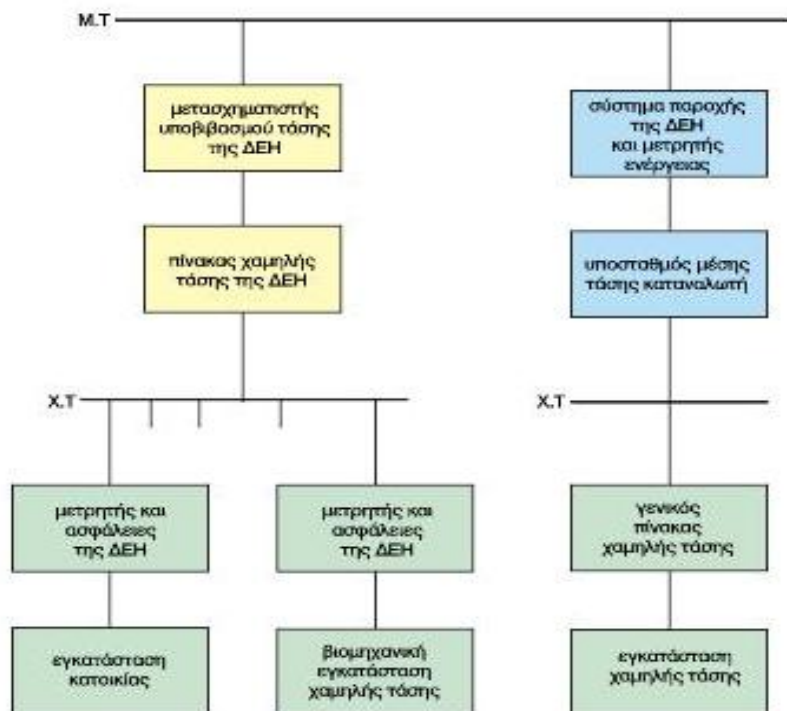 Μ.Τ
μετασχηματιστής
υποβιβασμού τάσης
της ΔΕΗ
σύστημα παροχής
της ΔΕΗ
και μετρητής
ενέργειας
πίνακας χαμηλής
τάσης της ΔΕΗ
υποσταθμός μέσης
τάσης καταναλωτή
Χ.Τ
Χ.Τ
μετρητής και
ασφάλειες
της ΔΕΗ
μετρητής και
ασφάλειες
της ΔΕΗ
γενικός
πίνακας
χαμηλής τάσης
εγκατάσταση
κατοικίας
βιομηχανική
εγκατάσταση
χαμηλής τάσης
εγκατάσταση
χαμηλής τάσης